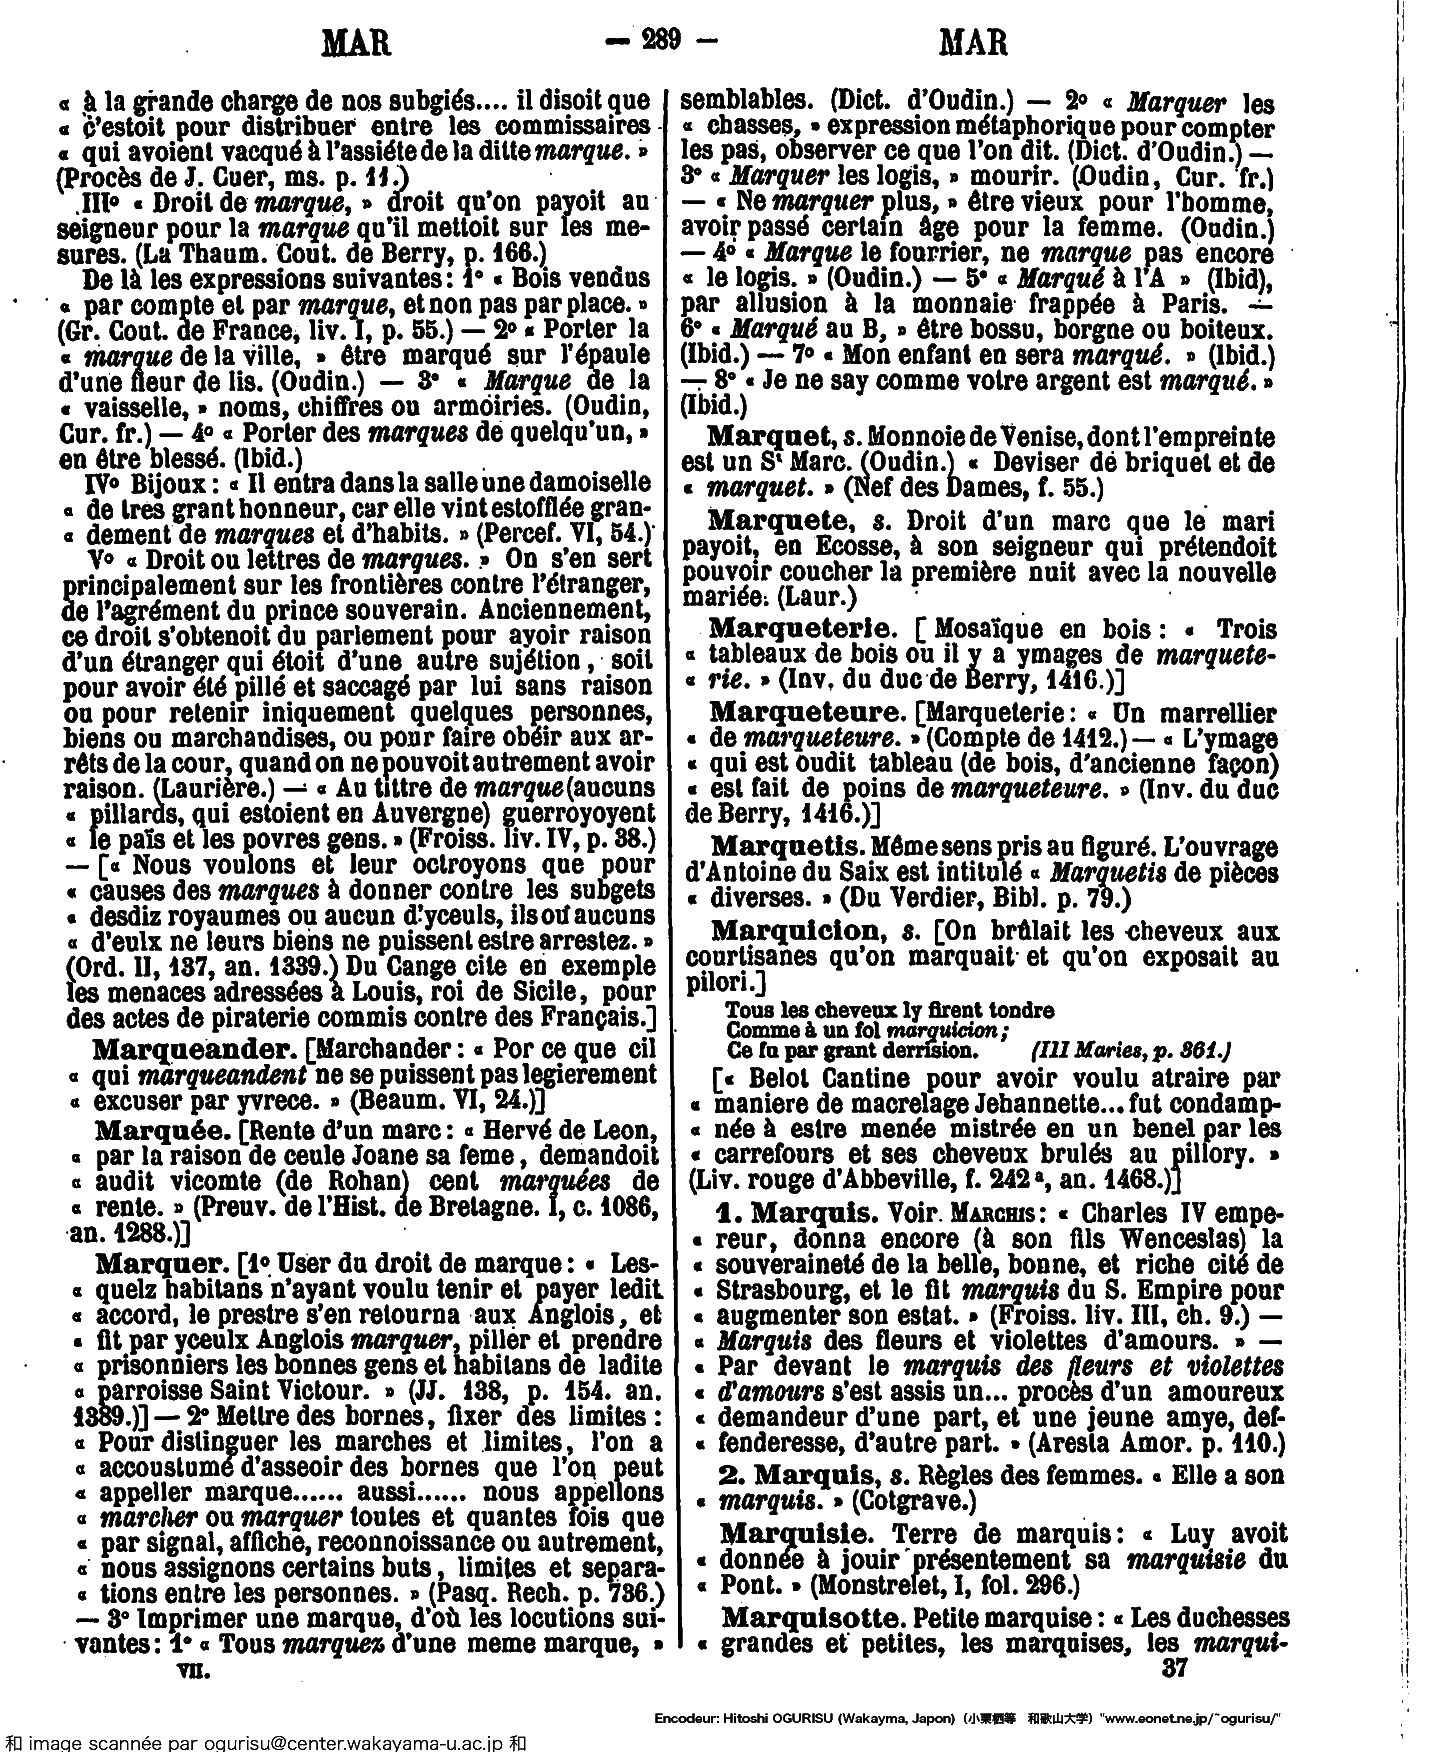 MAR
— 289 —
MAR
« à la grande charge de nos subgiés.... il disoit que
« c'estoit pour distribuer entre les commissaires
« qui avoient vacqué à l'assiéte de la ditte marque. »
(Procès de J. Cuer, ms. p. 11.)
IIIº « Droit de marque, » droit qu'on payoit au
seigneur pour la marque qu'il mettoit sur les me-
sures. (La Thaum. Cout. de Berry, p. 166.)
De là les expressions suivantes : 1º « Bois vendus
« par compte et par marque, et non pas par place. »
(Gr. Cout. de France, liv. I, p. 55.) — 2º « Porter la
« marque de la ville, » être marqué sur l'épaule
d'une fleur de lis. (Oudin.) — 3º « Marque de la
« vaisselle, » noms, chiffres ou armoiries. (Oudin,
Cur. fr.) — 4º « Porter des marques de quelqu'un, »
en être blessé. (Ibid.)
IVº Bijoux : « Il entra dans la salle une damoiselle
« de tres grant honneur, car elle vint estofflée gran-
« dement de marques et d'habits. » (Percef. VI, 54.)
Vº « Droit ou lettres de marques. » On s'en sert
principalement sur les frontières contre l'étranger,
de l'agrément du prince souverain. Anciennement,
ce droit s'obtenoit du parlement pour avoir raison
d'un étranger qui étoit d'une autre sujétion, soit
pour avoir été pillé et saccagé par lui sans raison
ou pour retenir iniquement quelques personnes,
biens ou marchandises, ou pour faire obéir aux ar-
rêts de la cour, quand on ne pouvoit autrement avoir
raison. (Laurière.) — « Au tittre de marque (aucuns
« pillards, qui estoient en Auvergne) guerroyoyent
« le païs et les povres gens. » (Froiss. liv. IV, p. 38.)
— [« Nous voulons et leur octroyons que pour
« causes des marques à donner contre les subgets
« desdiz royaumes ou aucun d'yceuls, ils ou aucuns
« d'eulx ne leurs biens ne puissent estre arrestez. »
(Ord. II, 137, an. 1339.) Du Cange cite en exemple
les menaces adressées à Louis, roi de Sicile, pour
des actes de piraterie commis contre des Français.]
Marqueander. [Marchander : « Por ce que cil
« qui marqueandent ne se puissent pas legierement
« excuser par yvrece. » (Beaum. VI, 24.)]
Marquée. [Rente d'un marc : « Hervé de Leon,
« par la raison de ceule Joane sa feme, demandoit
« audit vicomte (de Rohan) cent marquées de
« rente. » (Preuv. de l'Hist. de Bretagne. I, c. 1086,
an. 1288.)]
Marquer. [1º User du droit de marque : « Les-
« quelz habitans n'ayant voulu tenir et payer ledit
« accord, le prestre s'en retourna aux Anglois, et
« fit par yceulx Anglois marquer, piller et prendre
« prisonniers les bonnes gens et habitans de ladite
« parroisse Saint Victour. » (JJ. 138, p. 154. an.
1389.)] — 2º Mettre des bornes, fixer des limites :
« Pour distinguer les marches et limites, l'on a
« accoustumé d'asseoir des bornes que l'on peut
« appeller marque...... aussi...... nous appellons
« marcher ou marquer toutes et quantes fois que
« par signal, affiche, reconnoissance ou autrement,
« nous assignons certains buts, limites et separa-
« tions entre les personnes. » (Pasq. Rech. p. 736.)
— 3º Imprimer une marque, d'où les locutions sui-
vantes : 1º « Tous marquez d'une meme marque, »
VII.
semblables. (Dict. d'Oudin.) — 2º « Marquer les
« chasses, » expression métaphorique pour compter
les pas, observer ce que l'on dit. (Dict. d'Oudin.) —
3º « Marquer les logis, » mourir. (Oudin, Cur. fr.)
— « Ne marquer plus, » être vieux pour l'homme,
avoir passé certain âge pour la femme. (Oudin.)
— 4º « Marque le fourrier, ne marque pas encore
« le logis. » (Oudin.) — 5º « Marqué à l'A » (Ibid),
par allusion à la monnaie frappée à Paris. —
6º « Marqué au B, » être bossu, borgne ou boiteux.
(Ibid.) — 7º « Mon enfant en sera marqué. » (Ibid.)
— 8º « Je ne say comme votre argent est marqué. »
(Ibid.)
Marquet, s. Monnoie de Venise, dont l'empreinte
est un Sᵗ Marc. (Oudin.) « Deviser de briquet et de
« marquet. » (Nef des Dames, f. 55.)
Marquete, s. Droit d'un marc que le mari
payoit, en Ecosse, à son seigneur qui prétendoit
pouvoir coucher la première nuit avec la nouvelle
mariée. (Laur.)
Marqueterie. [Mosaïque en bois : « Trois
« tableaux de bois ou il y a ymages de marquete-
« rie. » (Inv. du duc de Berry, 1416.)]
Marqueteure. [Marqueterie : « Un marrellier
« de marqueteure. » (Compte de 1412.) — « L'ymage
« qui est oudit tableau (de bois, d'ancienne façon)
« est fait de poins de marqueteure. » (Inv. du duc
de Berry, 1416.)]
Marquetis. Même sens pris au figuré. L'ouvrage
d'Antoine du Saix est intitulé « Marquetis de pièces
« diverses. » (Du Verdier, Bibl. p. 79.)
Marquicion, s. [On brûlait les cheveux aux
courtisanes qu'on marquait et qu'on exposait au
pilori.]
Tous les cheveux ly firent tondre
Comme à un fol marquicion ;
Ce fu par grant derrision. (III Maries, p. 361.)
[« Belot Cantine pour avoir voulu atraire par
« maniere de macrelage Jehannette... fut condamp-
« née à estre menée mistrée en un benel par les
« carrefours et ses cheveux brulés au pillory. »
(Liv. rouge d'Abbeville, f. 242 ᵃ, an. 1468.)]
1. Marquis. Voir MARCHIS : « Charles IV empe-
« reur, donna encore (à son fils Wenceslas) la
« souveraineté de la belle, bonne, et riche cité de
« Strasbourg, et le fit marquis du S. Empire pour
« augmenter son estat. » (Froiss. liv. III, ch. 9.) —
« Marquis des fleurs et violettes d'amours. » —
« Par devant le marquis des fleurs et violettes
« d'amours s'est assis un... procès d'un amoureux
« demandeur d'une part, et une jeune amye, def-
« fenderesse, d'autre part. » (Aresta Amor. p. 110.)
2. Marquis, s. Règles des femmes. « Elle a son
« marquis. » (Cotgrave.)
Marquisie. Terre de marquis : « Luy avoit
« donnée à jouir présentement sa marquisie du
« Pont. » (Monstrelet, I, fol. 296.)
Marquisotte. Petite marquise : « Les duchesses
« grandes et petites, les marquises, les marqui-
37
Encodeur: Hitoshi OGURISU (Wakayma, Japon) (小栗栖等 和歌山大学) "www.eonet.ne.jp/~ogurisu/"
和 image scannée par ogurisu@center.wakayama-u.ac.jp 和